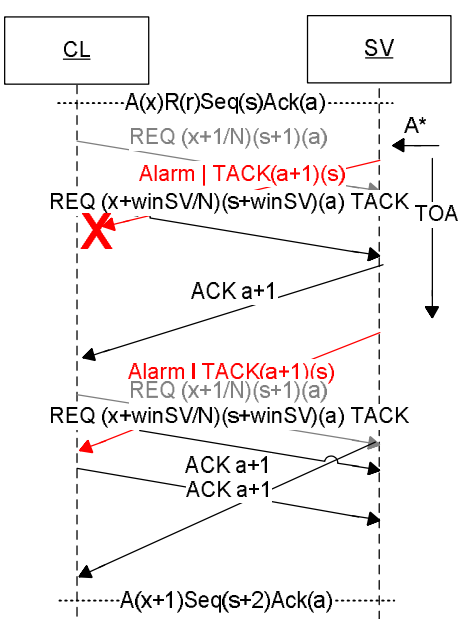 CL
SV
A(x)R(r)Seq(s)Ack(a)
A*
REQ (x+1/N)(s+1)(a)
Alarm | TACK(a+1)(s)
REQ (x+winSV/N)(s+winSV)(a) TACK
TOA
X
ACK a+1
Alarm | TACK(a+1)(s)
REQ (x+1/N)(s+1)(a)
REQ (x+winSV/N)(s+winSV)(a) TACK
ACK a+1
ACK a+1
A(x+1)Seq(s+2)Ack(a)